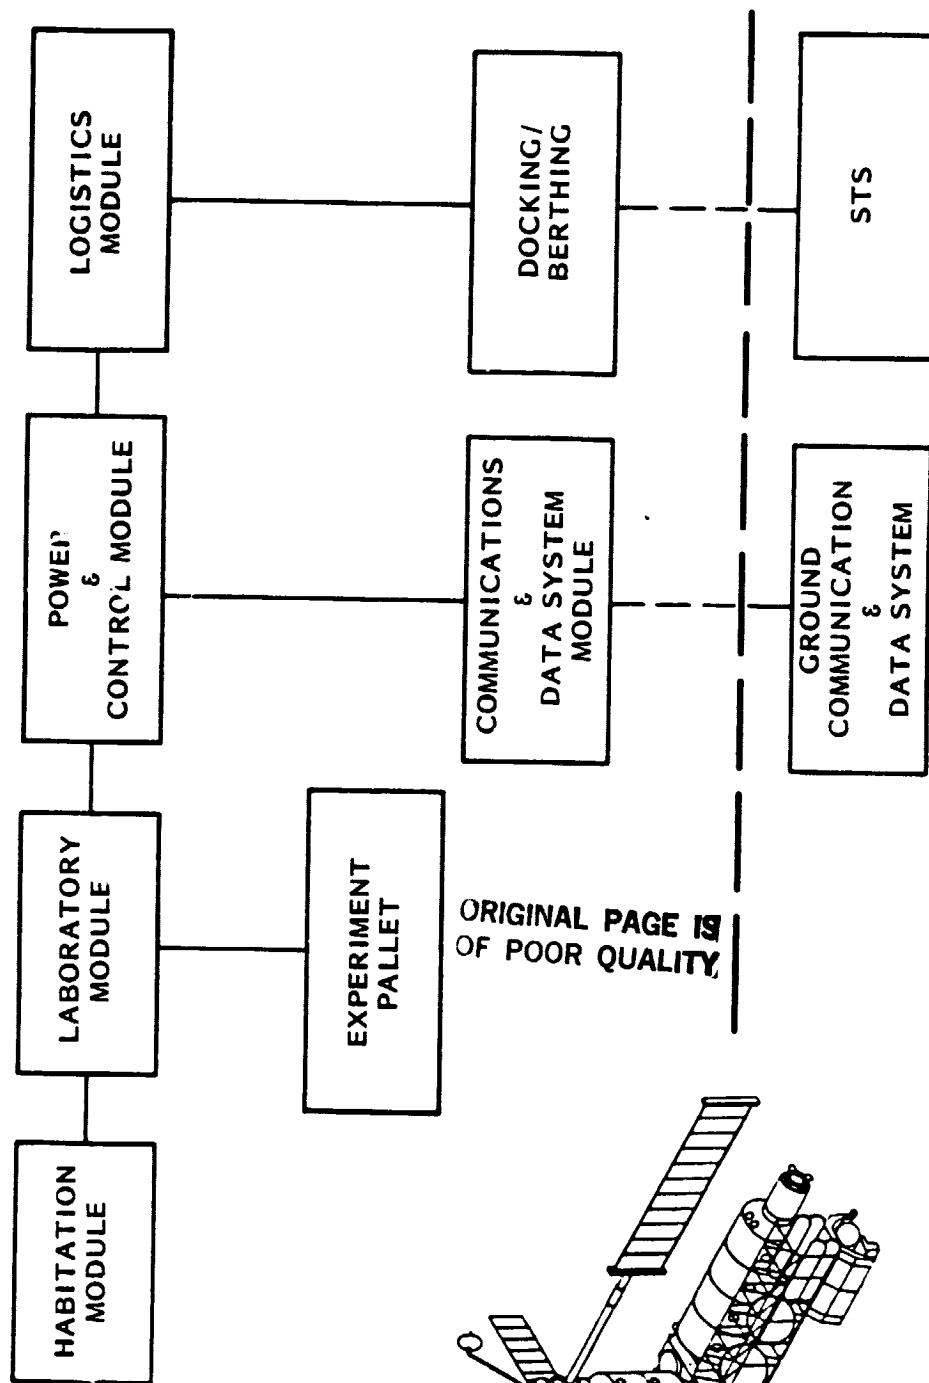 HABITATION
MODULE
LABORATORY
MODULE
POWER
&
CONTROL MODULE
LOGISTICS
MODULE
EXPERIMENT
PALLET
COMMUNICATIONS
&
DATA SYSTEM
MODULE
DOCKING/
BERTHING
GROUND
COMMUNICATION
&
DATA SYSTEM
STS
ORIGINAL PAGE IS
OF POOR QUALITY